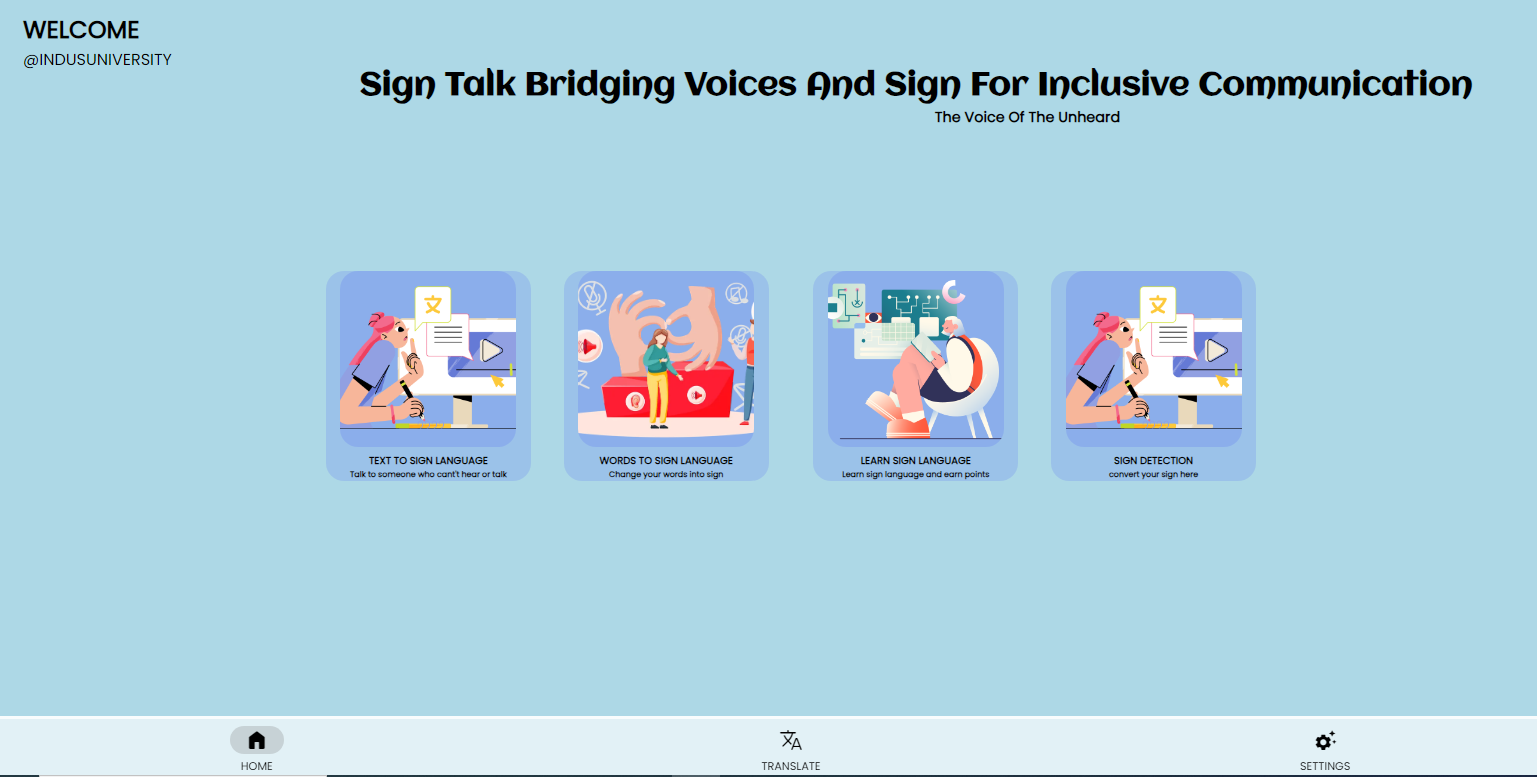 WELCOME
@INDUSUNIVERSITY
Sign Talk Bridging Voices And Sign For Inclusive Communication
The Voice Of The Unheard
文
文
TEXT TO SIGN LANGUAGE
Talk to someone who cant't hear or talk
WORDS TO SIGN LANGUAGE
Change your words into sign
LEARN SIGN LANGUAGE
Learn sign language and earn points
SIGN DETECTION
convert your sign here
HOME
TRANSLATE
SETTINGS